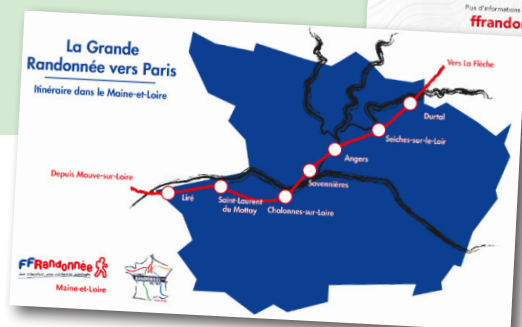 Plus d'informations
ffrando
La Grande
Randonnée vers Paris
Itinéraire dans le Maine-et-Loire
Vers La Flèche
Durtal
Seiches-sur-le-Loir
Angers
Savennières
Depuis Mauve-sur-Loire
Liré
Saint-Laurent
du Mottay
Chalonnes-sur-Loire
FFRandonnée
Maine-et-Loire